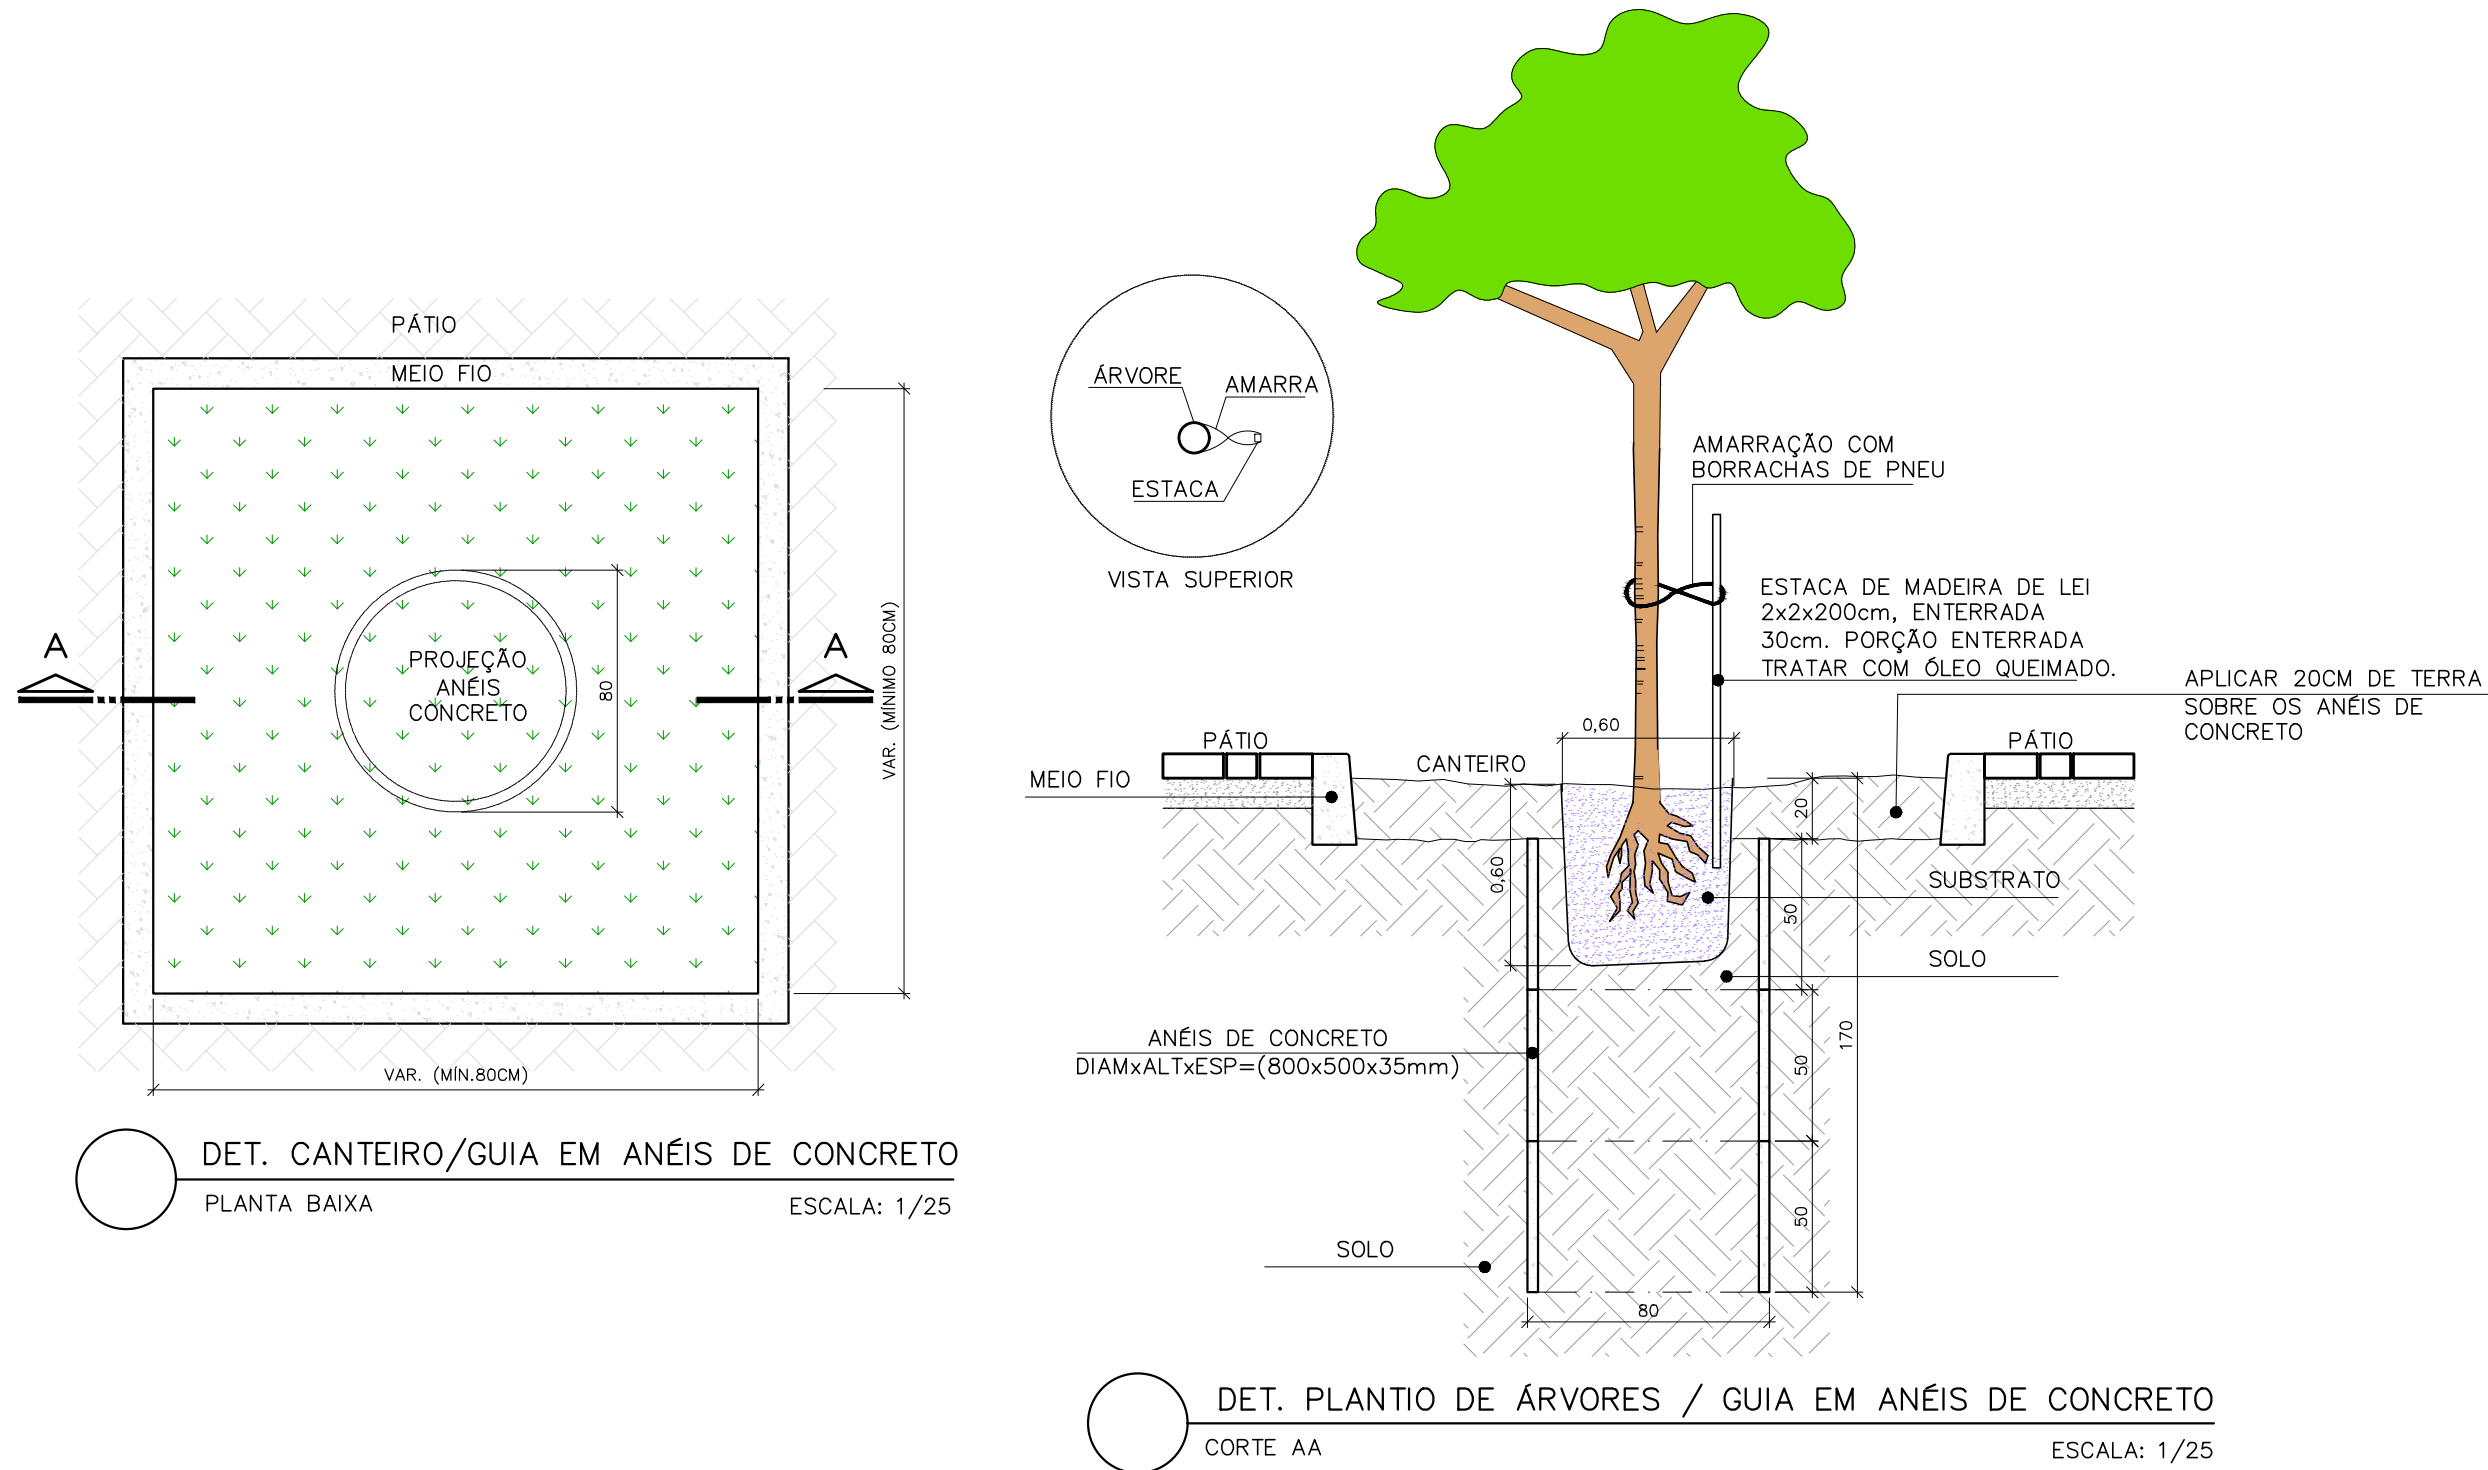 PÁTIO
MEIO FIO
A
A
PROJEÇÃO
ANÉIS
CONCRETO
80
VAR. (MÍNIMO 80CM)
VAR. (MÍN.80CM)
DET. CANTEIRO/GUIA EM ANÉIS DE CONCRETO
PLANTA BAIXA
ESCALA: 1/25
ÁRVORE
AMARRA
ESTACA
VISTA SUPERIOR
AMARRAÇÃO COM
BORRACHAS DE PNEU
ESTACA DE MADEIRA DE LEI
2x2x200cm, ENTERRADA
30cm. PORÇÃO ENTERRADA
TRATAR COM ÓLEO QUEIMADO.
APLICAR 20CM DE TERRA
SOBRE OS ANÉIS DE
CONCRETO
0,60
PÁTIO
PÁTIO
CANTEIRO
MEIO FIO
20
0,60
SUBSTRATO
50
SOLO
ANÉIS DE CONCRETO
DIAMxALTxESP=(800x500x35mm)
170
50
50
SOLO
80
DET. PLANTIO DE ÁRVORES / GUIA EM ANÉIS DE CONCRETO
CORTE AA
ESCALA: 1/25